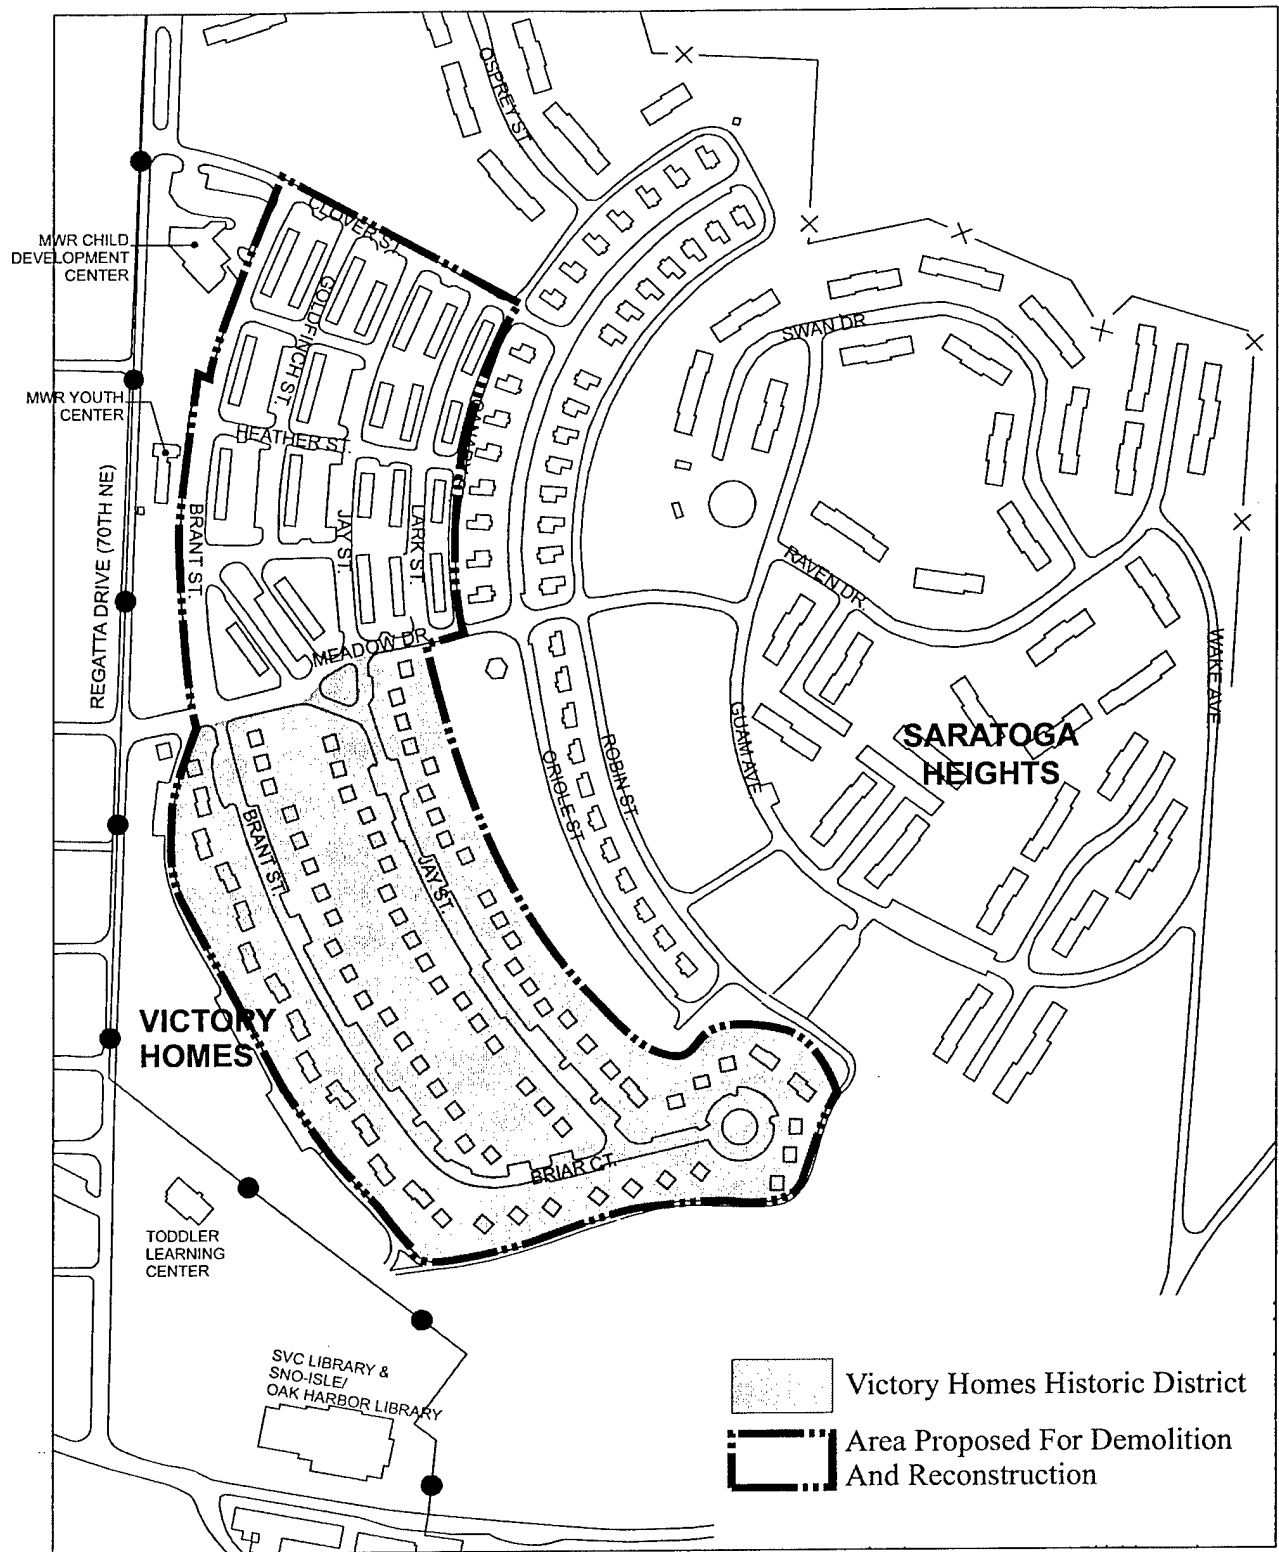 OSPREY ST.
CLOVER ST.
MWR CHILD
DEVELOPMENT
CENTER
GOLDFINCH ST.
SWAN DR.
MWR YOUTH
CENTER
HEATHER ST.
REGATTA DRIVE (70TH NE)
BRANT ST.
JAY ST.
LARK ST.
RAVEN DR.
MEADOW DR.
WAKE AVE.
GUAM AVE.
SARATOGA
HEIGHTS
ROBIN ST.
ORIOLE ST.
BRANT ST.
JAY ST.
VICTORY
HOMES
BRIAR CT.
TODDLER
LEARNING
CENTER
SVC LIBRARY &
SNO-ISLE/
OAK HARBOR LIBRARY
Victory Homes Historic District
Area Proposed For Demolition
And Reconstruction